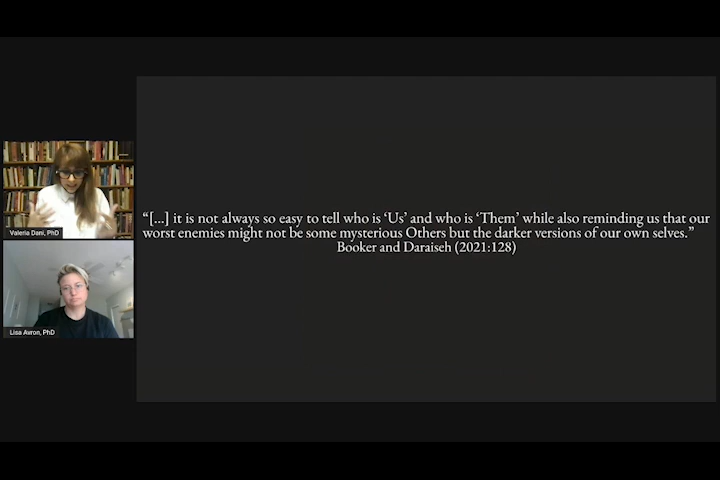 Valeria Dani, PhD
Lisa Avron, PhD
“[...] it is not always so easy to tell who is ‘Us’ and who is ‘Them’ while also reminding us that our
worst enemies might not be some mysterious Others but the darker versions of our own selves.”
Booker and Daraiseh (2021:128)